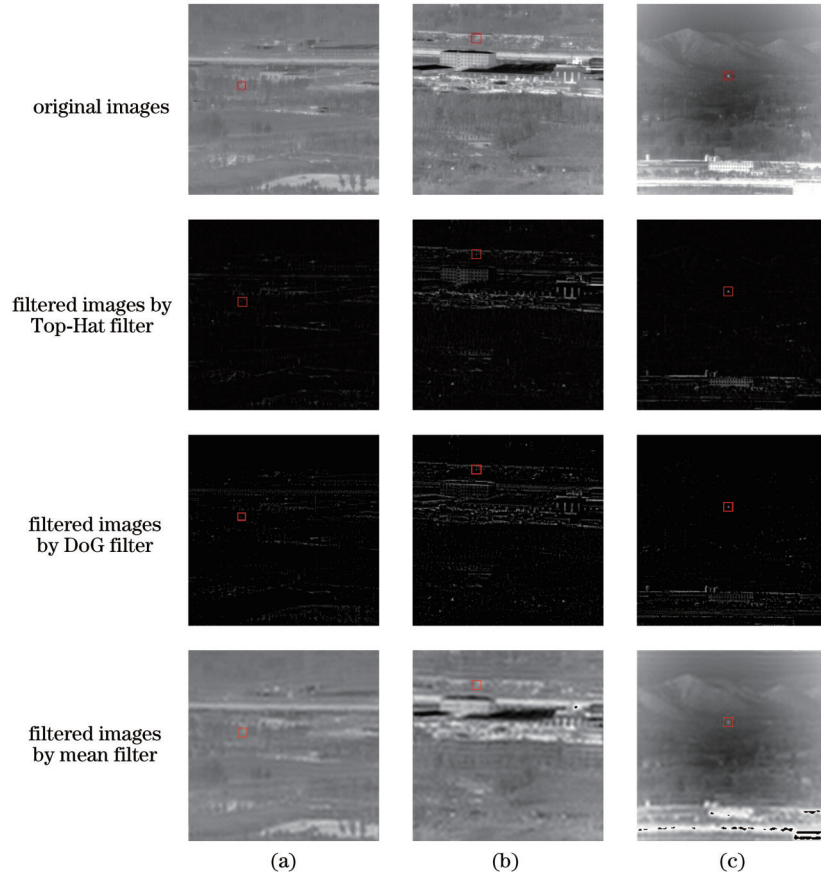 original images
filtered images by
Top-Hat filter
filtered images
by DoG filter
filtered images
by mean filter
(a)
(b)
(c)